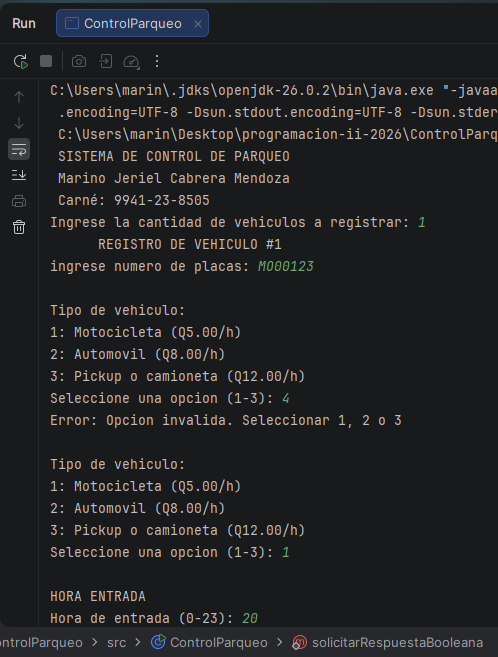 Run
ControlParqueo
C:\Users\marin\.jdks\openjdk-26.0.2\bin\java.exe "-javaa
.encoding=UTF-8 -Dsun.stdout.encoding=UTF-8 -Dsun.stder
C:\Users\marin\Desktop\programacion-ii-2026\ControlParq
SISTEMA DE CONTROL DE PARQUEO
Marino Jeriel Cabrera Mendoza
Carné: 9941-23-8505
Ingrese la cantidad de vehiculos a registrar: 1
REGISTRO DE VEHICULO #1
ingrese numero de placas: MO00123
Tipo de vehiculo:
1: Motocicleta (Q5.00/h)
2: Automovil (Q8.00/h)
3: Pickup o camioneta (Q12.00/h)
Seleccione una opcion (1-3): 4
Error: Opcion invalida. Seleccionar 1, 2 o 3
Tipo de vehiculo:
1: Motocicleta (Q5.00/h)
2: Automovil (Q8.00/h)
3: Pickup o camioneta (Q12.00/h)
Seleccione una opcion (1-3): 1
HORA ENTRADA
Hora de entrada (0-23): 20
ontrolParqueo > src > ControlParqueo > solicitarRespuestaBooleana